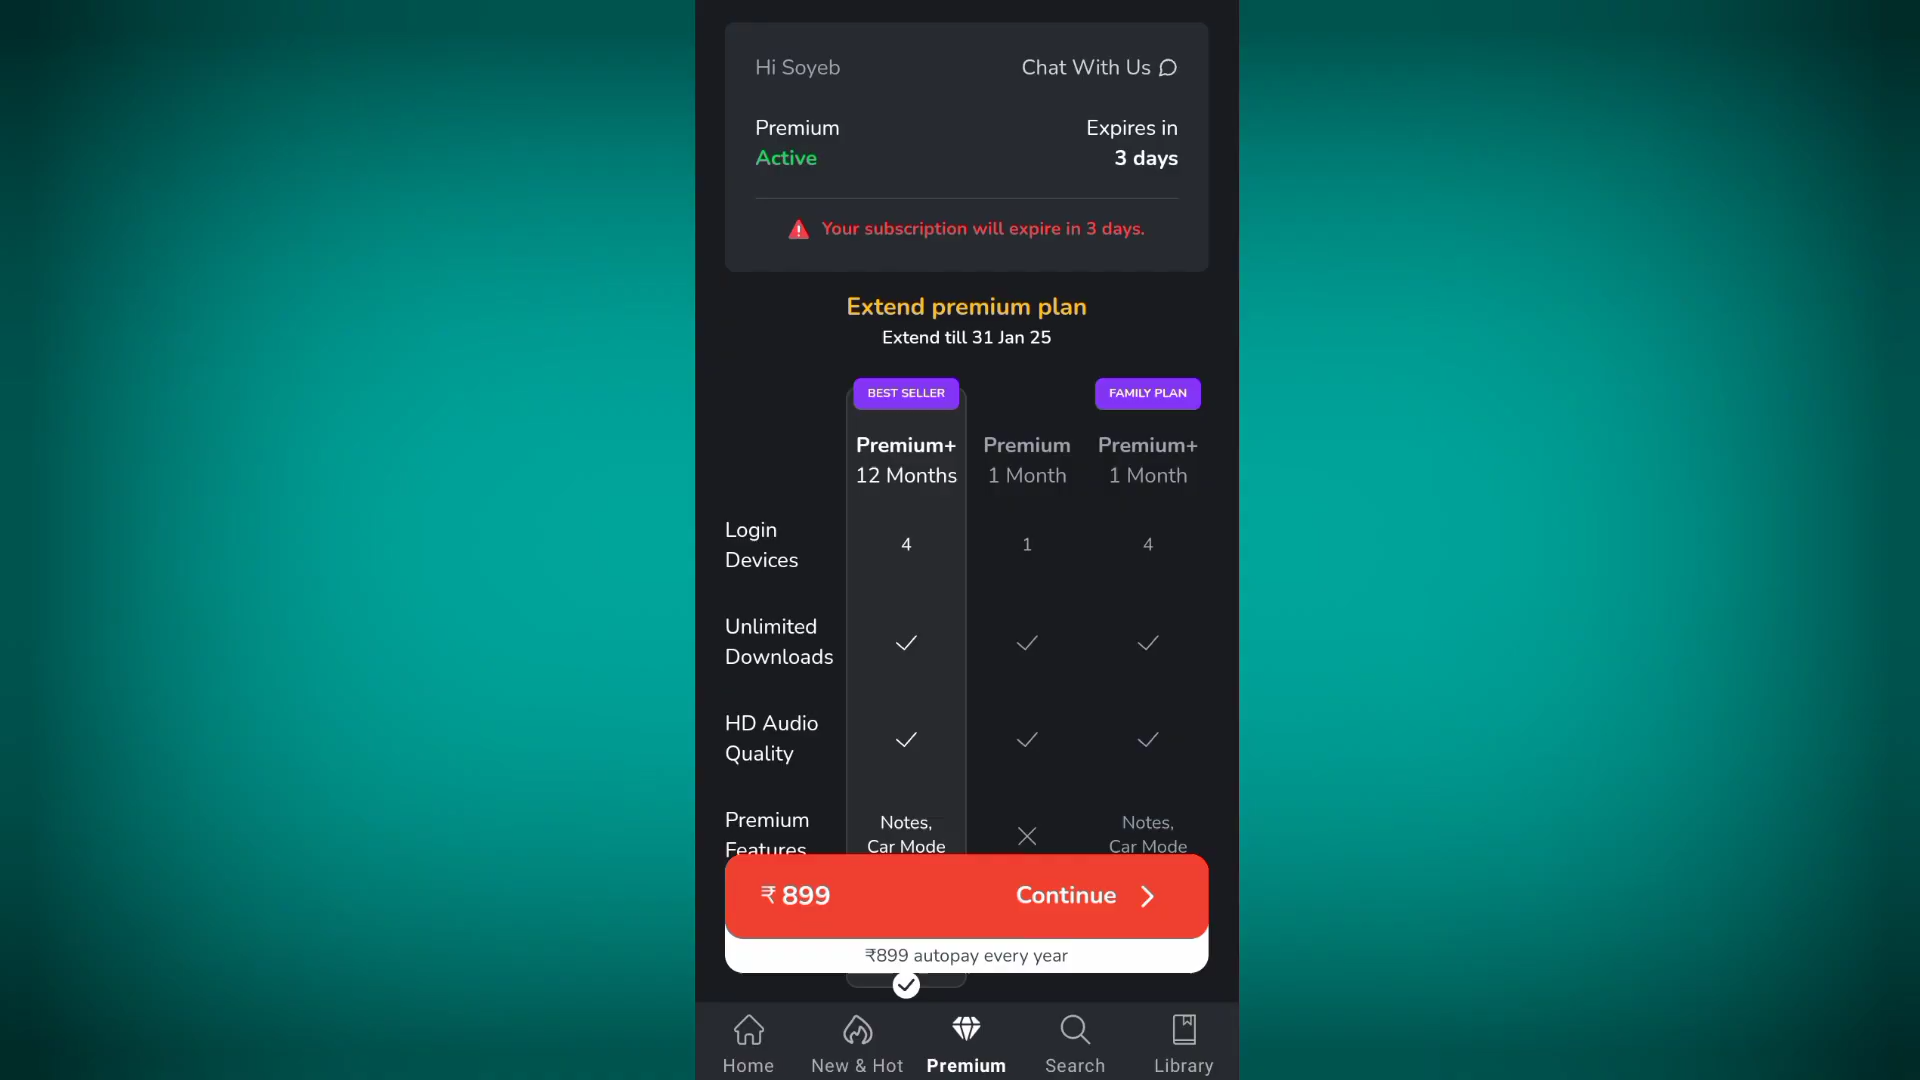 Hi Soyeb
Chat With Us
Premium
Active
Expires in
3 days
Your subscription will expire in 3 days.
Extend premium plan
Extend till 31 Jan 25
BEST SELLER
FAMILY PLAN
Premium+
12 Months
Premium
1 Month
Premium+
1 Month
Login
Devices
4
1
4
Unlimited
Downloads
HD Audio
Quality
Premium
Features
Notes,
Car Mode
Notes,
Car Mode
₹ 899
Continue
₹899 autopay every year
Home
New & Hot
Premium
Search
Library